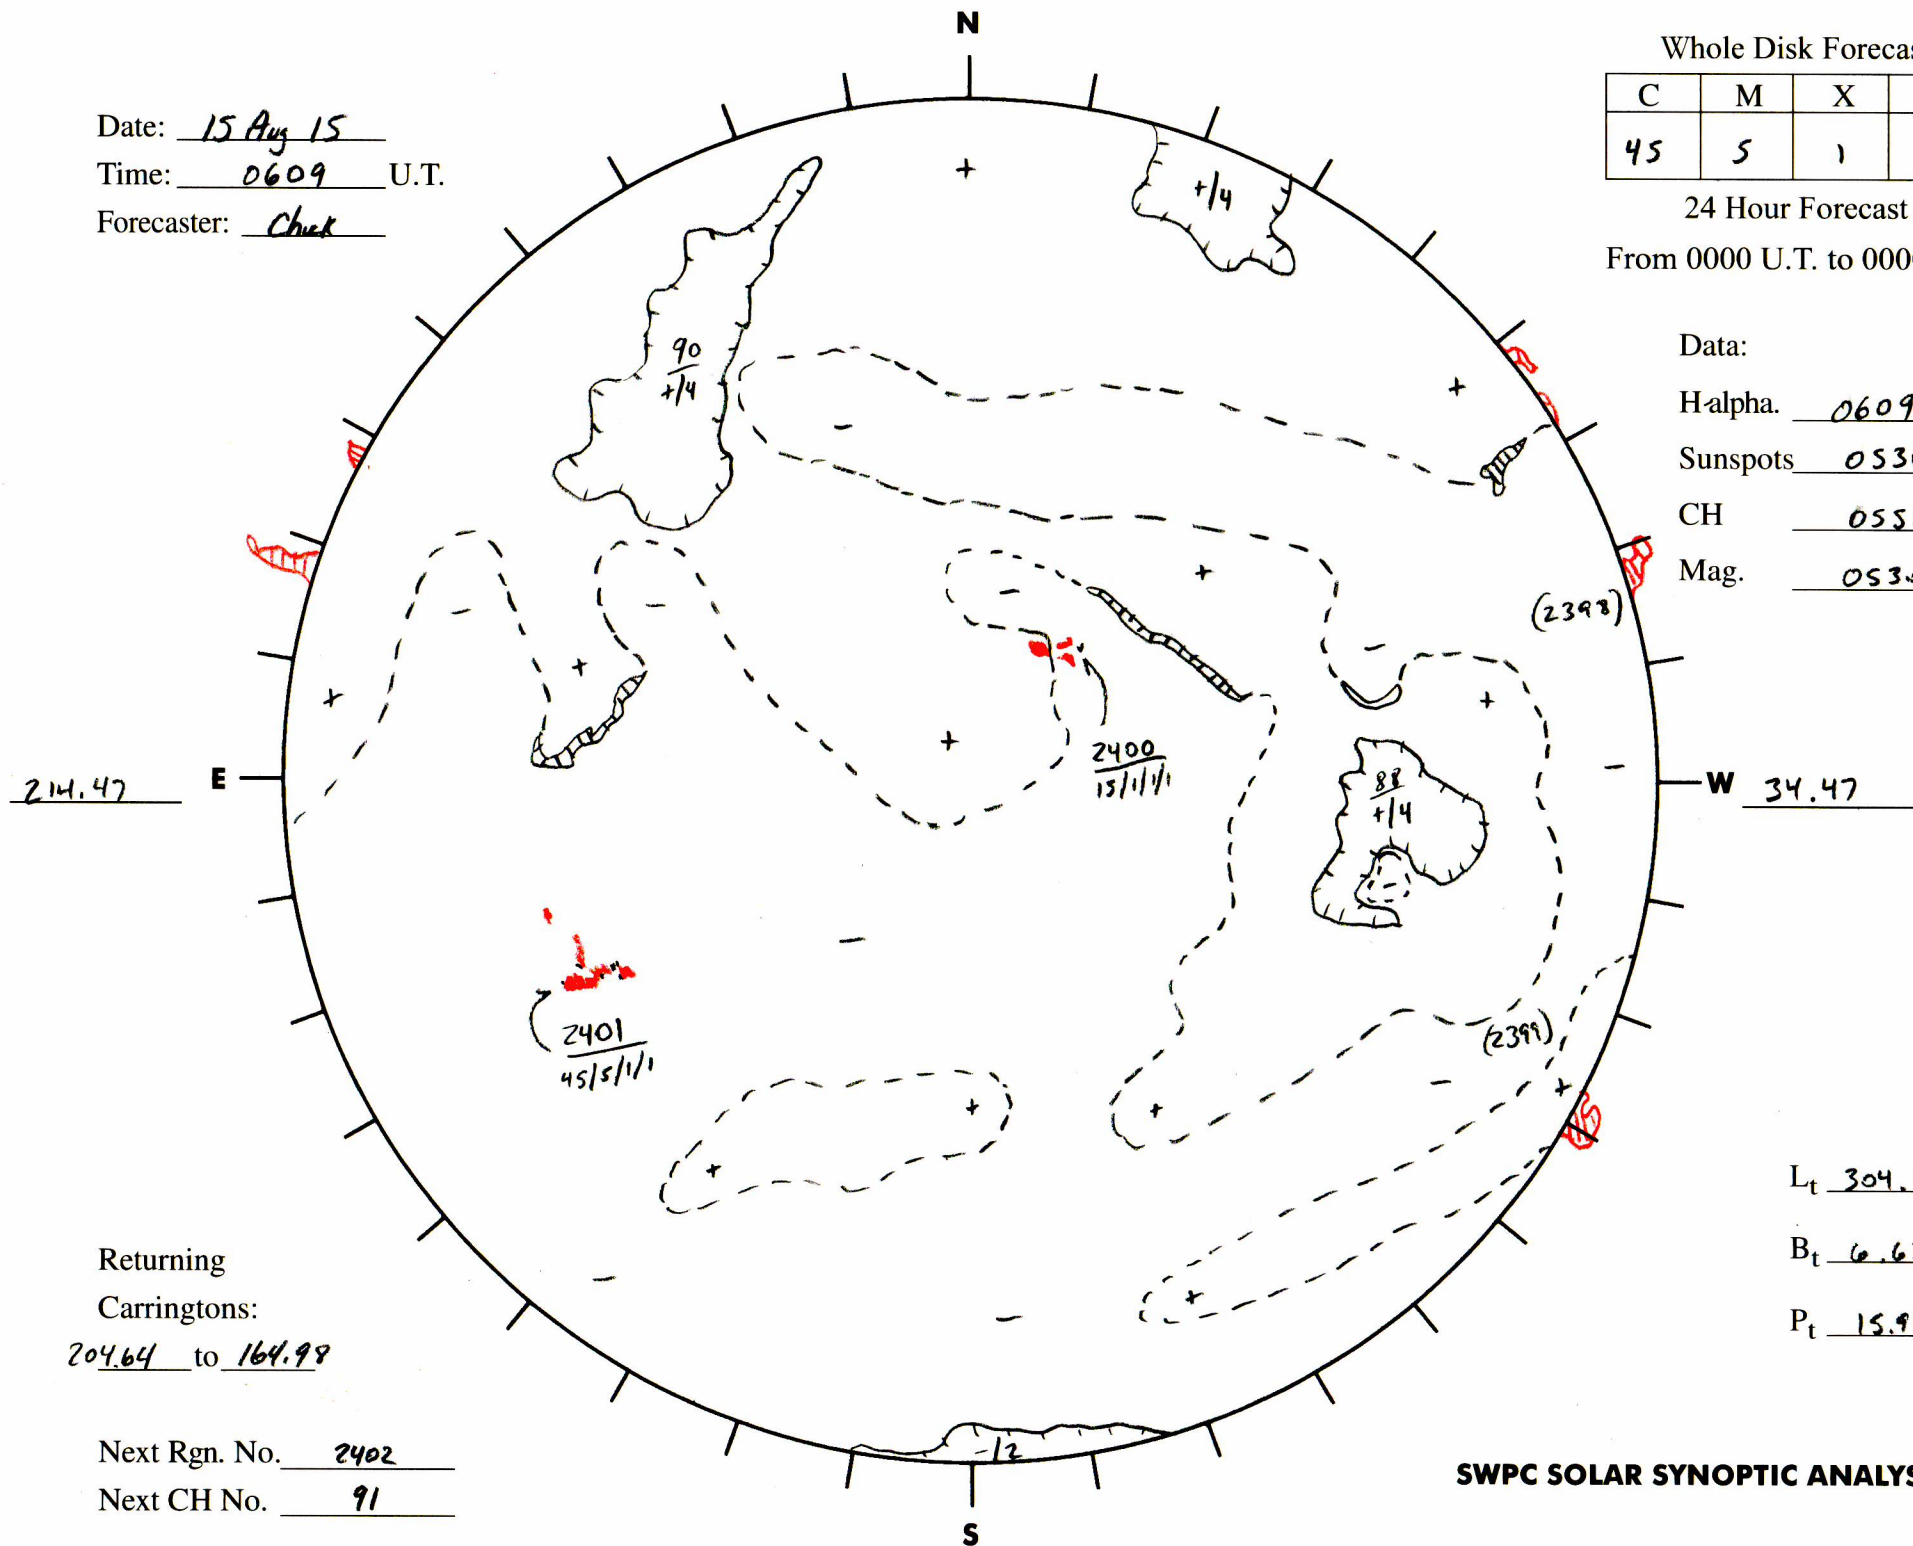 N
Whole Disk Forecas
C M X
45 5 1
24 Hour Forecast
From 0000 U.T. to 000
Date: 15 Aug 15
Time: 0609 U.T.
Forecaster: Chuck
+
+/4
90
+/4
+
Data:
H-alpha. 0609
Sunspots 053
CH 055
Mag. 053
(2398)
−
−
−
−
+
+
+
−
+
+
2400
15/1/1/1
88
+/4
−
−
214.47 E
W 34.47
−
2401
45/5/1/1
(2399)
−
+
+
+
+
Lt 304.
Bt 6.6
Pt 15.9
Returning
Carringtons:
204.64 to 164.98
−
+
−
-/2
Next Rgn. No. 2402
Next CH No. 91
SWPC SOLAR SYNOPTIC ANALYS
S